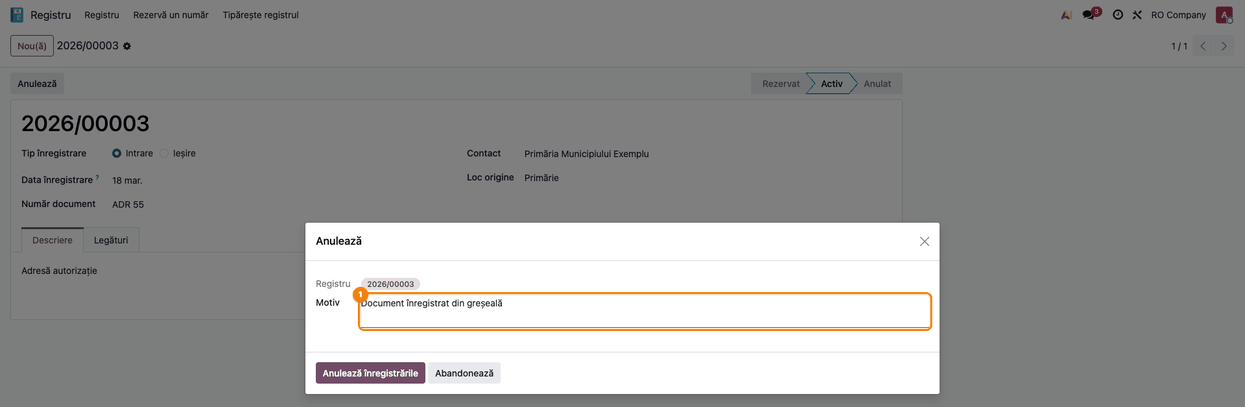 Registru Registru Rezervă un număr Tipărește registrul 3 RO Company A
Nou(ă) 2026/00003 1 / 1
Anulează Rezervat Activ Anulat
2026/00003
Tip înregistrare Intrare Ieșire Contact Primăria Municipiului Exemplu
Data înregistrare ? 18 mar. Loc origine Primărie
Număr document ADR 55
Descriere Legături
Adresă autorizație
Anulează
Registru 2026/00003
1
Motiv Document înregistrat din greșeală
Anulează înregistrările Abandonează